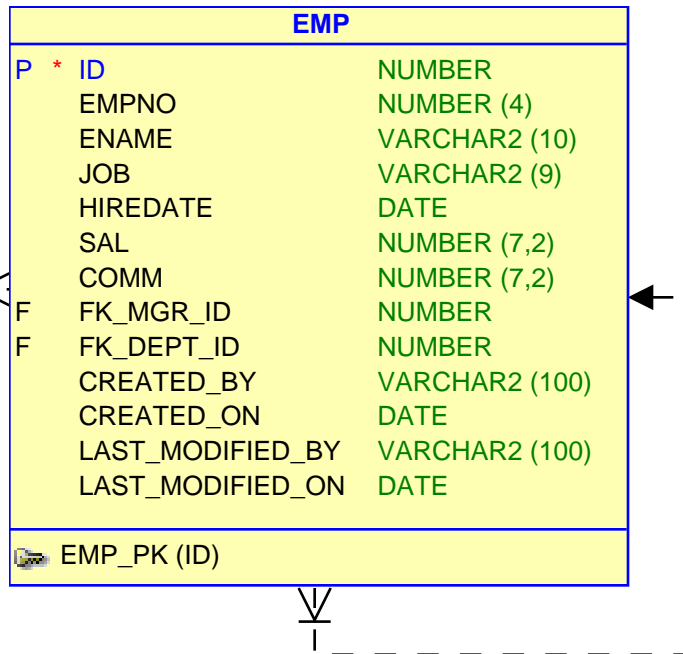 EMP
P * ID NUMBER
EMPNO NUMBER (4)
ENAME VARCHAR2 (10)
JOB VARCHAR2 (9)
HIREDATE DATE
SAL NUMBER (7,2)
COMM NUMBER (7,2)
F FK_MGR_ID NUMBER
F FK_DEPT_ID NUMBER
CREATED_BY VARCHAR2 (100)
CREATED_ON DATE
LAST_MODIFIED_BY VARCHAR2 (100)
LAST_MODIFIED_ON DATE
EMP_PK (ID)